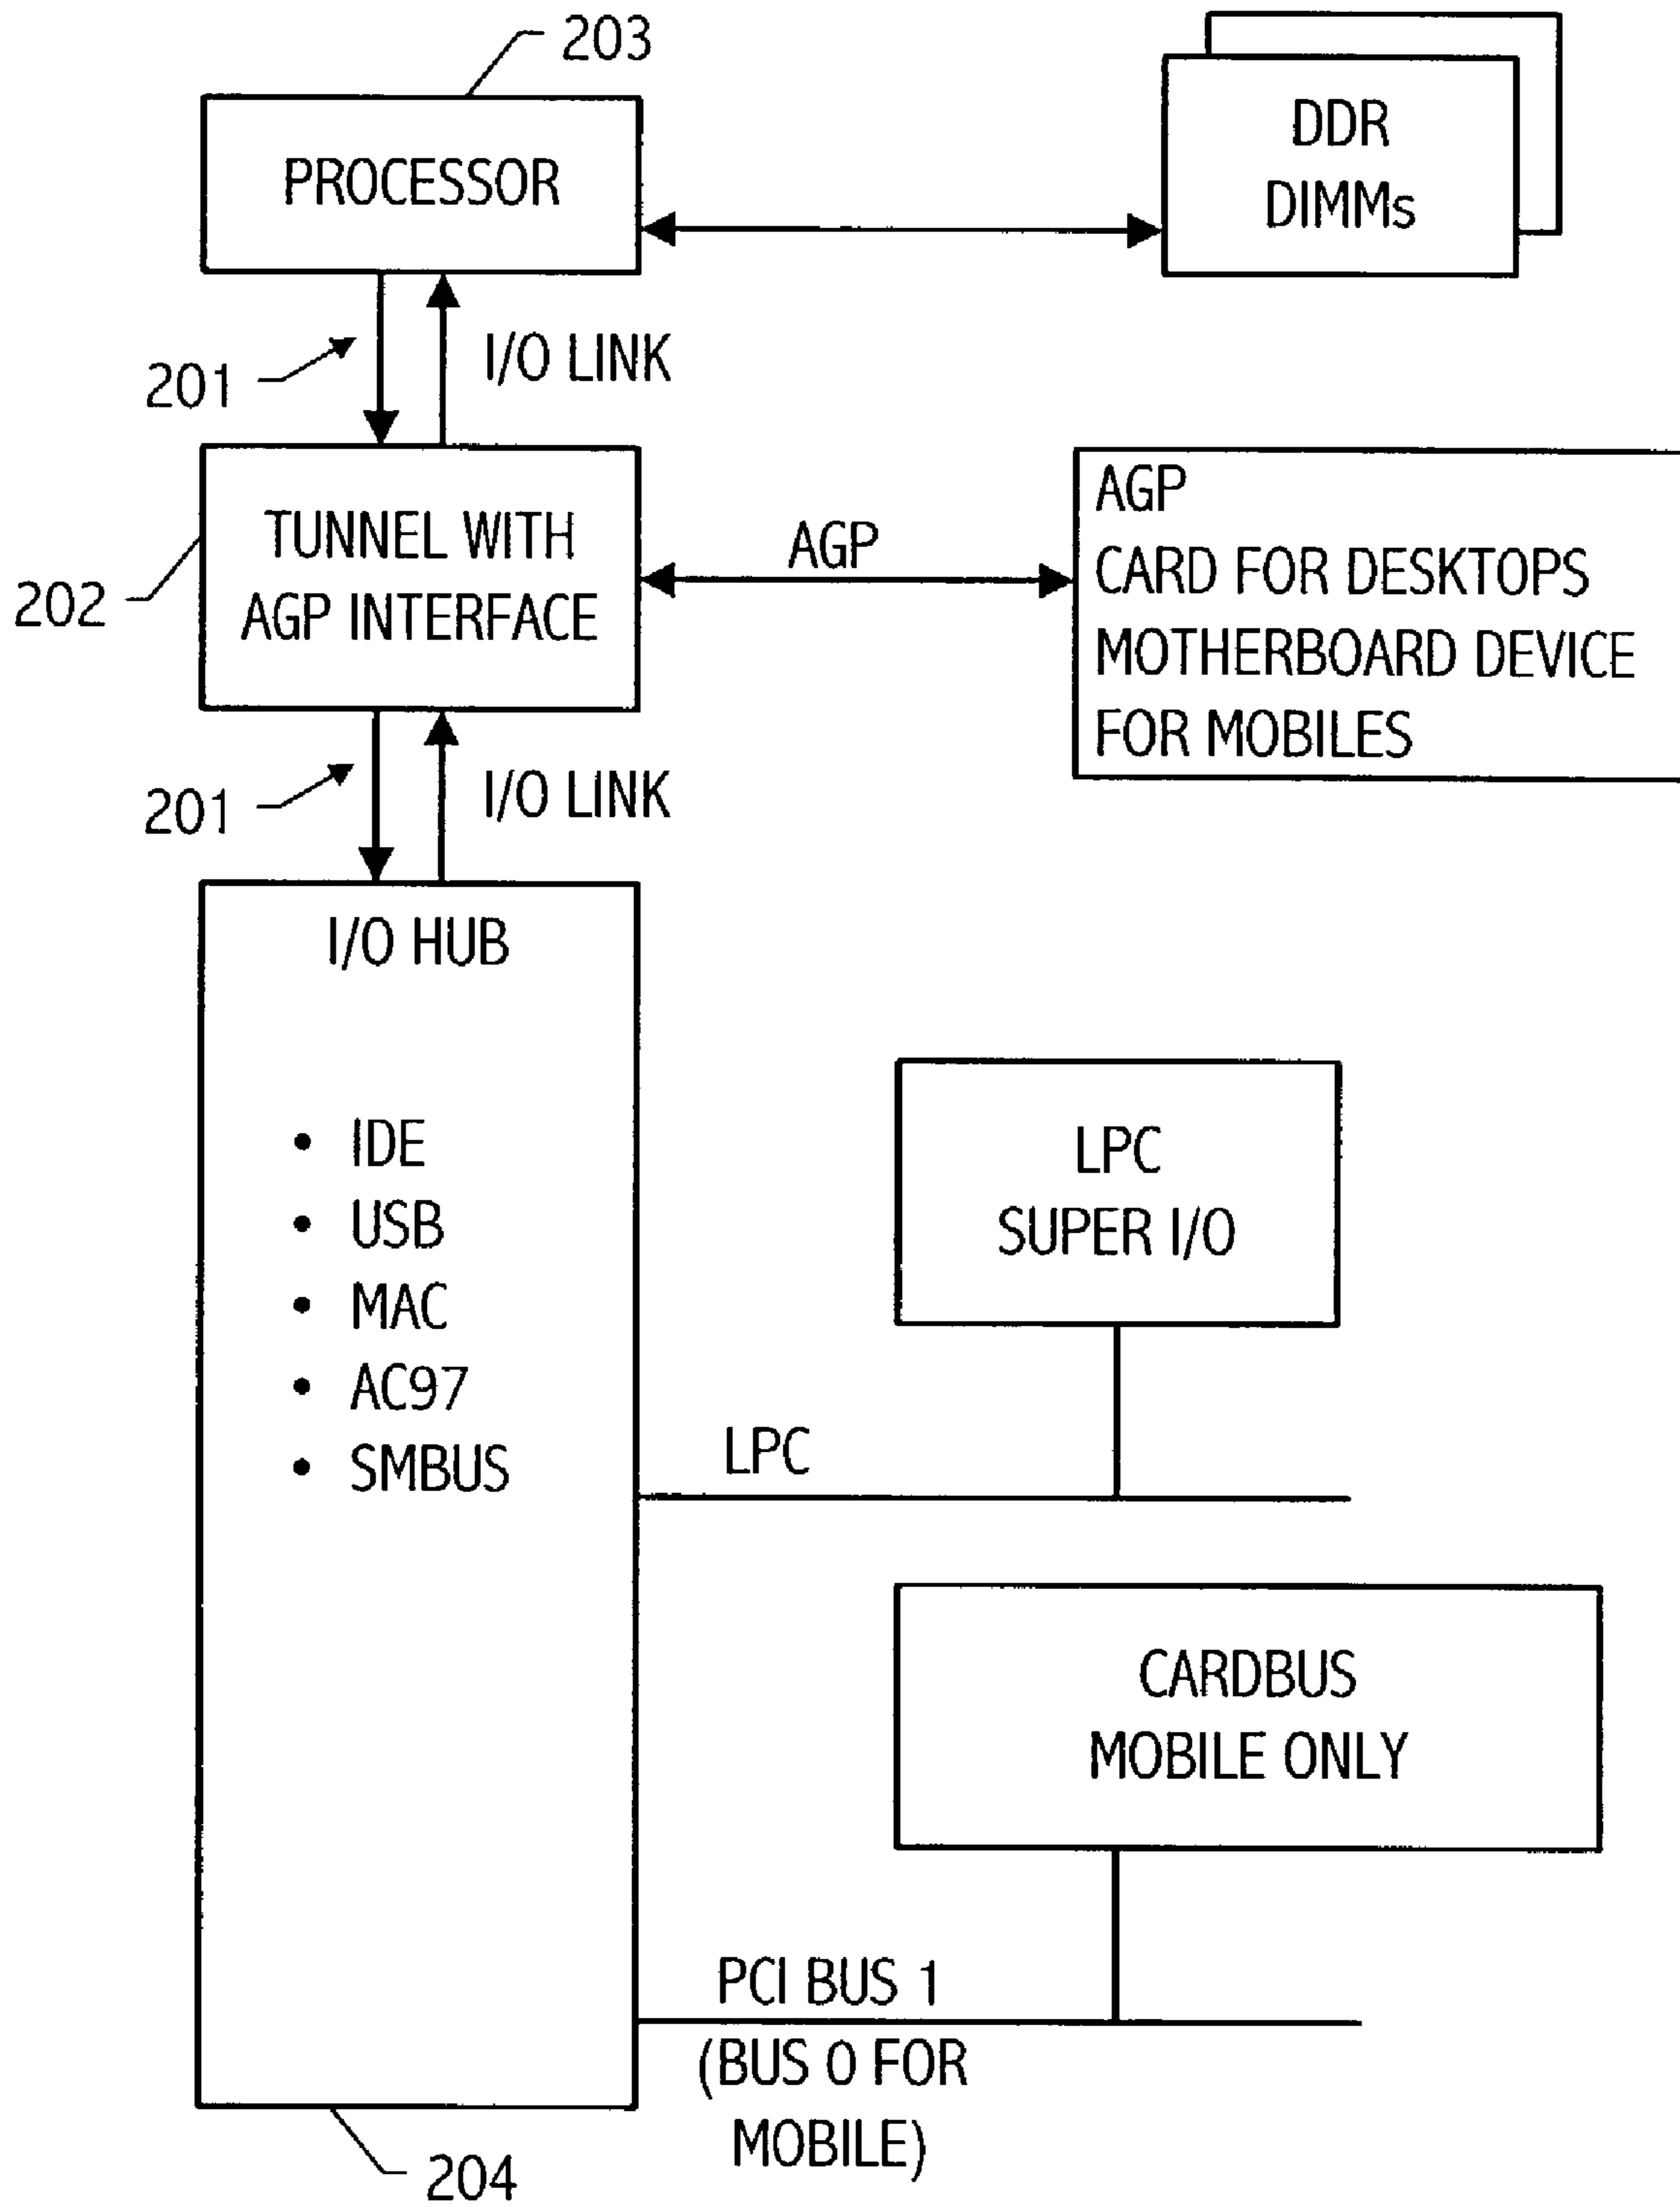 203
PROCESSOR
DDR
DIMMs
201
I/O LINK
202
TUNNEL WITH
AGP INTERFACE
AGP
AGP
CARD FOR DESKTOPS
MOTHERBOARD DEVICE
FOR MOBILES
201
I/O LINK
I/O HUB
• IDE
• USB
• MAC
• AC97
• SMBUS
LPC
SUPER I/O
LPC
CARDBUS
MOBILE ONLY
PCI BUS 1
(BUS 0 FOR
MOBILE)
204